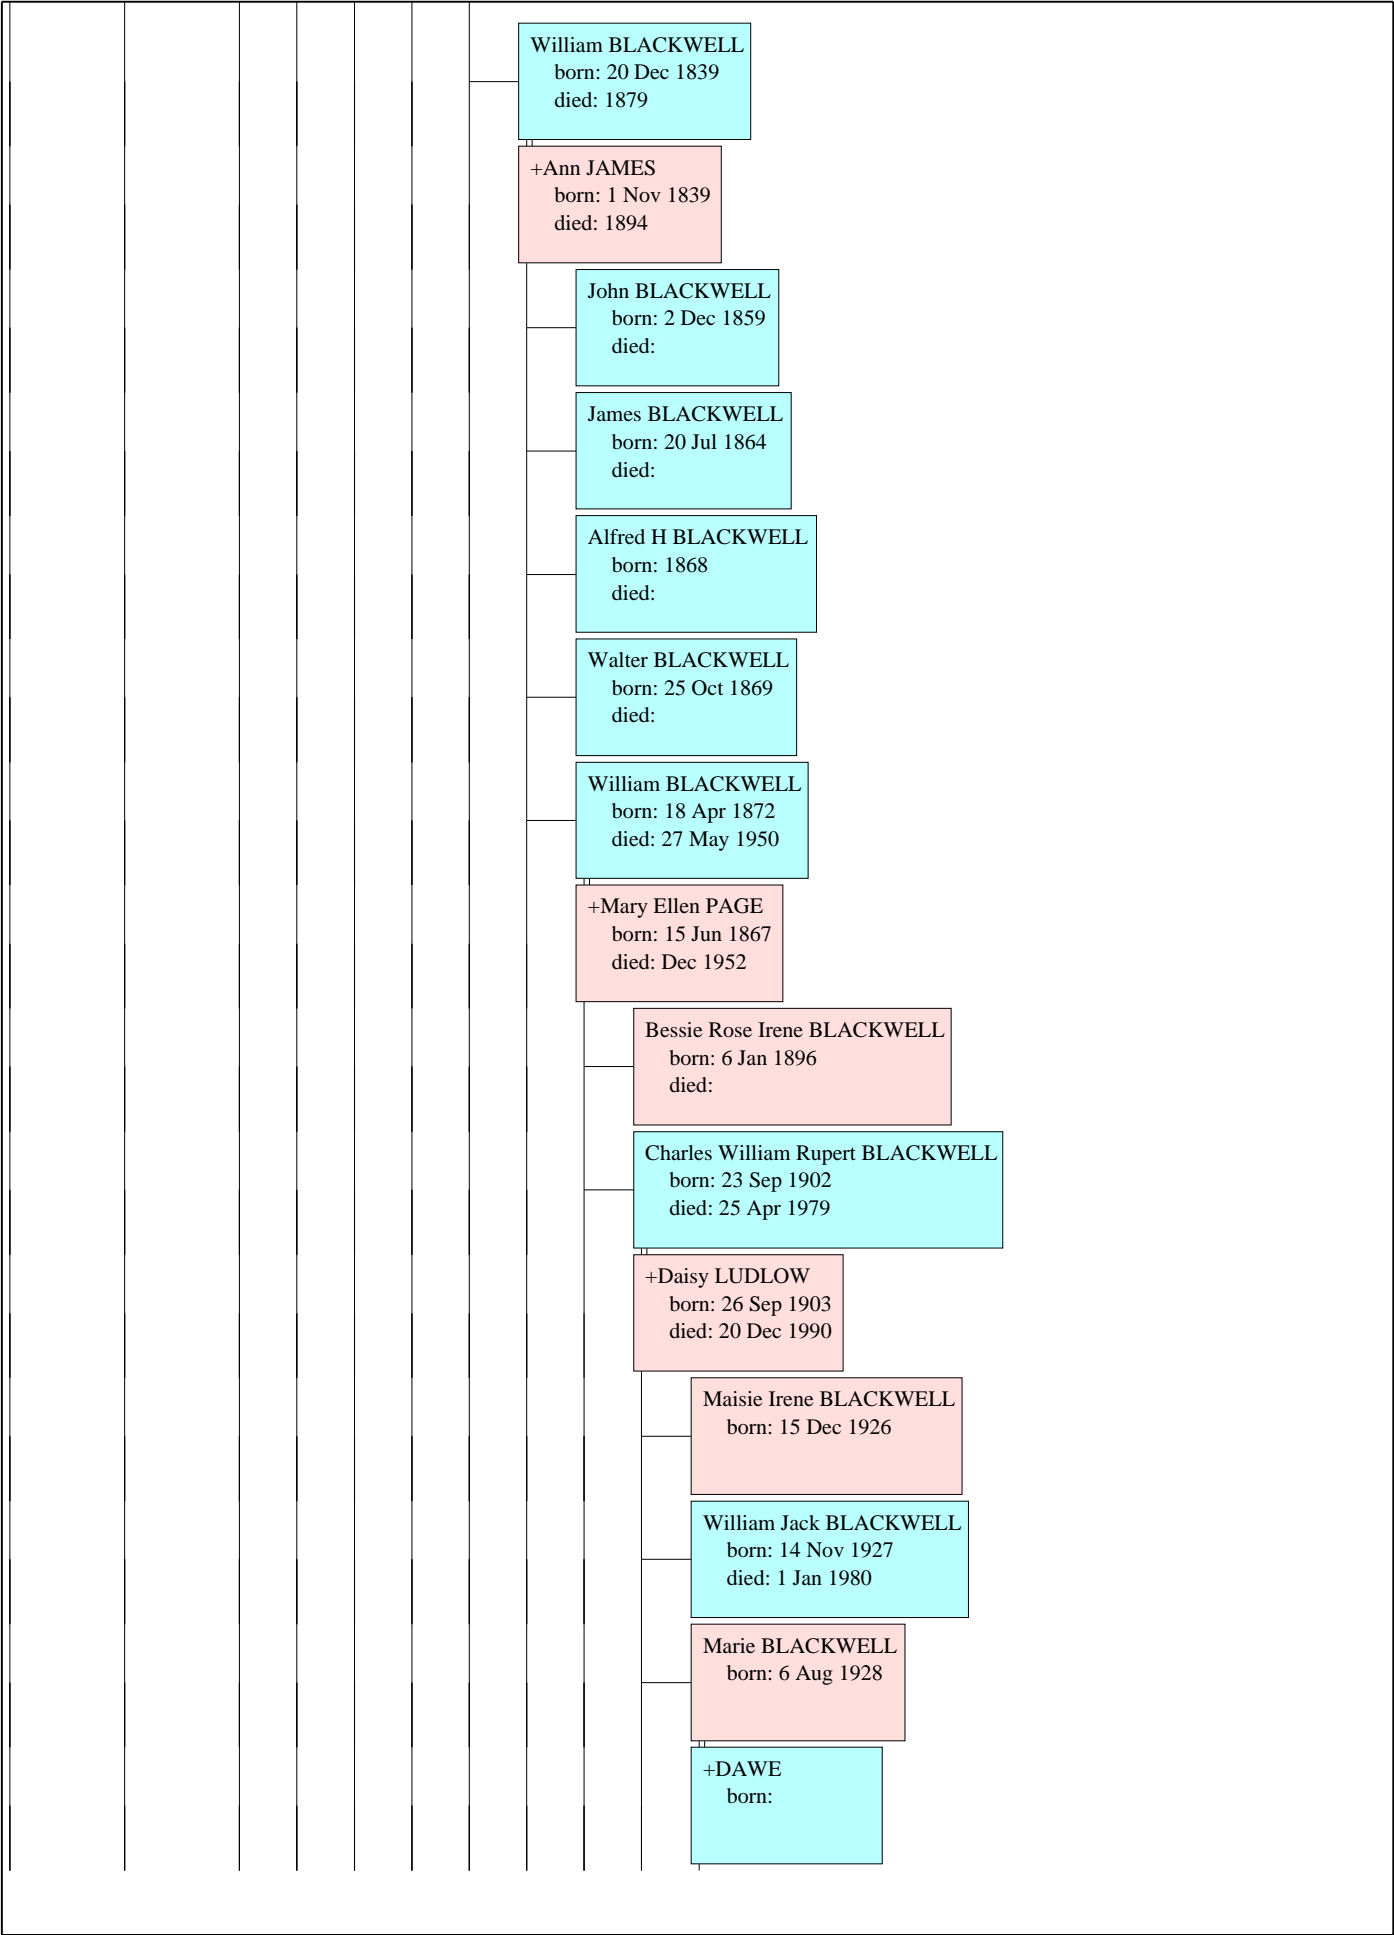 William BLACKWELL
born: 20 Dec 1839
died: 1879
+Ann JAMES
born: 1 Nov 1839
died: 1894
John BLACKWELL
born: 2 Dec 1859
died:
James BLACKWELL
born: 20 Jul 1864
died:
Alfred H BLACKWELL
born: 1868
died:
Walter BLACKWELL
born: 25 Oct 1869
died:
William BLACKWELL
born: 18 Apr 1872
died: 27 May 1950
+Mary Ellen PAGE
born: 15 Jun 1867
died: Dec 1952
Bessie Rose Irene BLACKWELL
born: 6 Jan 1896
died:
Charles William Rupert BLACKWELL
born: 23 Sep 1902
died: 25 Apr 1979
+Daisy LUDLOW
born: 26 Sep 1903
died: 20 Dec 1990
Maisie Irene BLACKWELL
born: 15 Dec 1926
William Jack BLACKWELL
born: 14 Nov 1927
died: 1 Jan 1980
Marie BLACKWELL
born: 6 Aug 1928
+DAWE
born: